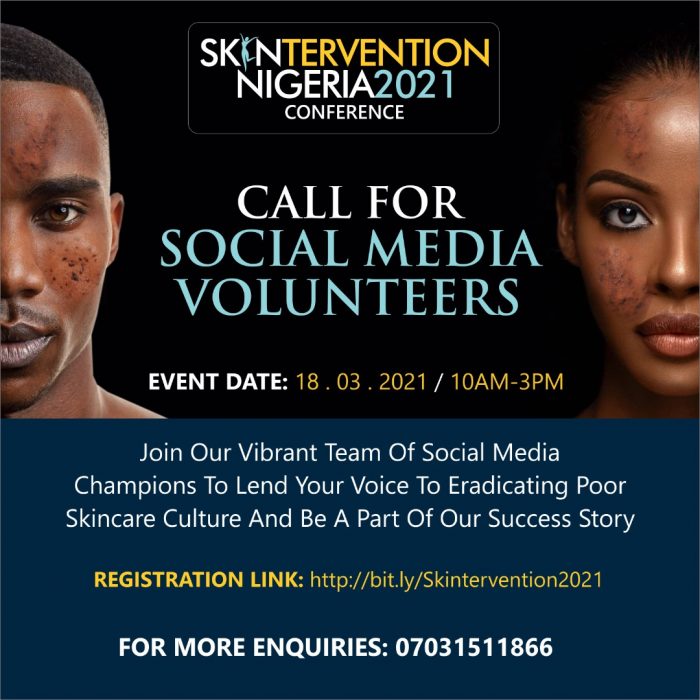 SKINTERVENTION
NIGERIA2021
CONFERENCE
CALL FOR
SOCIAL MEDIA
VOLUNTEERS
EVENT DATE: 18 . 03 . 2021 / 10AM-3PM
Join Our Vibrant Team Of Social Media
Champions To Lend Your Voice To Eradicating Poor
Skincare Culture And Be A Part Of Our Success Story
REGISTRATION LINK: http://bit.ly/Skintervention2021
FOR MORE ENQUIRIES: 07031511866